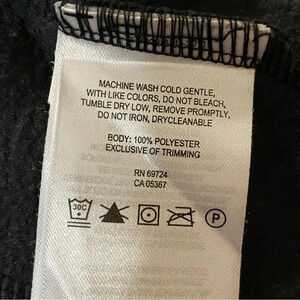 MACHINE WASH COLD GENTLE,
WITH LIKE COLORS, DO NOT BLEACH,
TUMBLE DRY LOW, REMOVE PROMPTLY,
DO NOT IRON, DRYCLEANABLE
BODY: 100% POLYESTER
EXCLUSIVE OF TRIMMING
RN 69724
CA 05367
30C
P